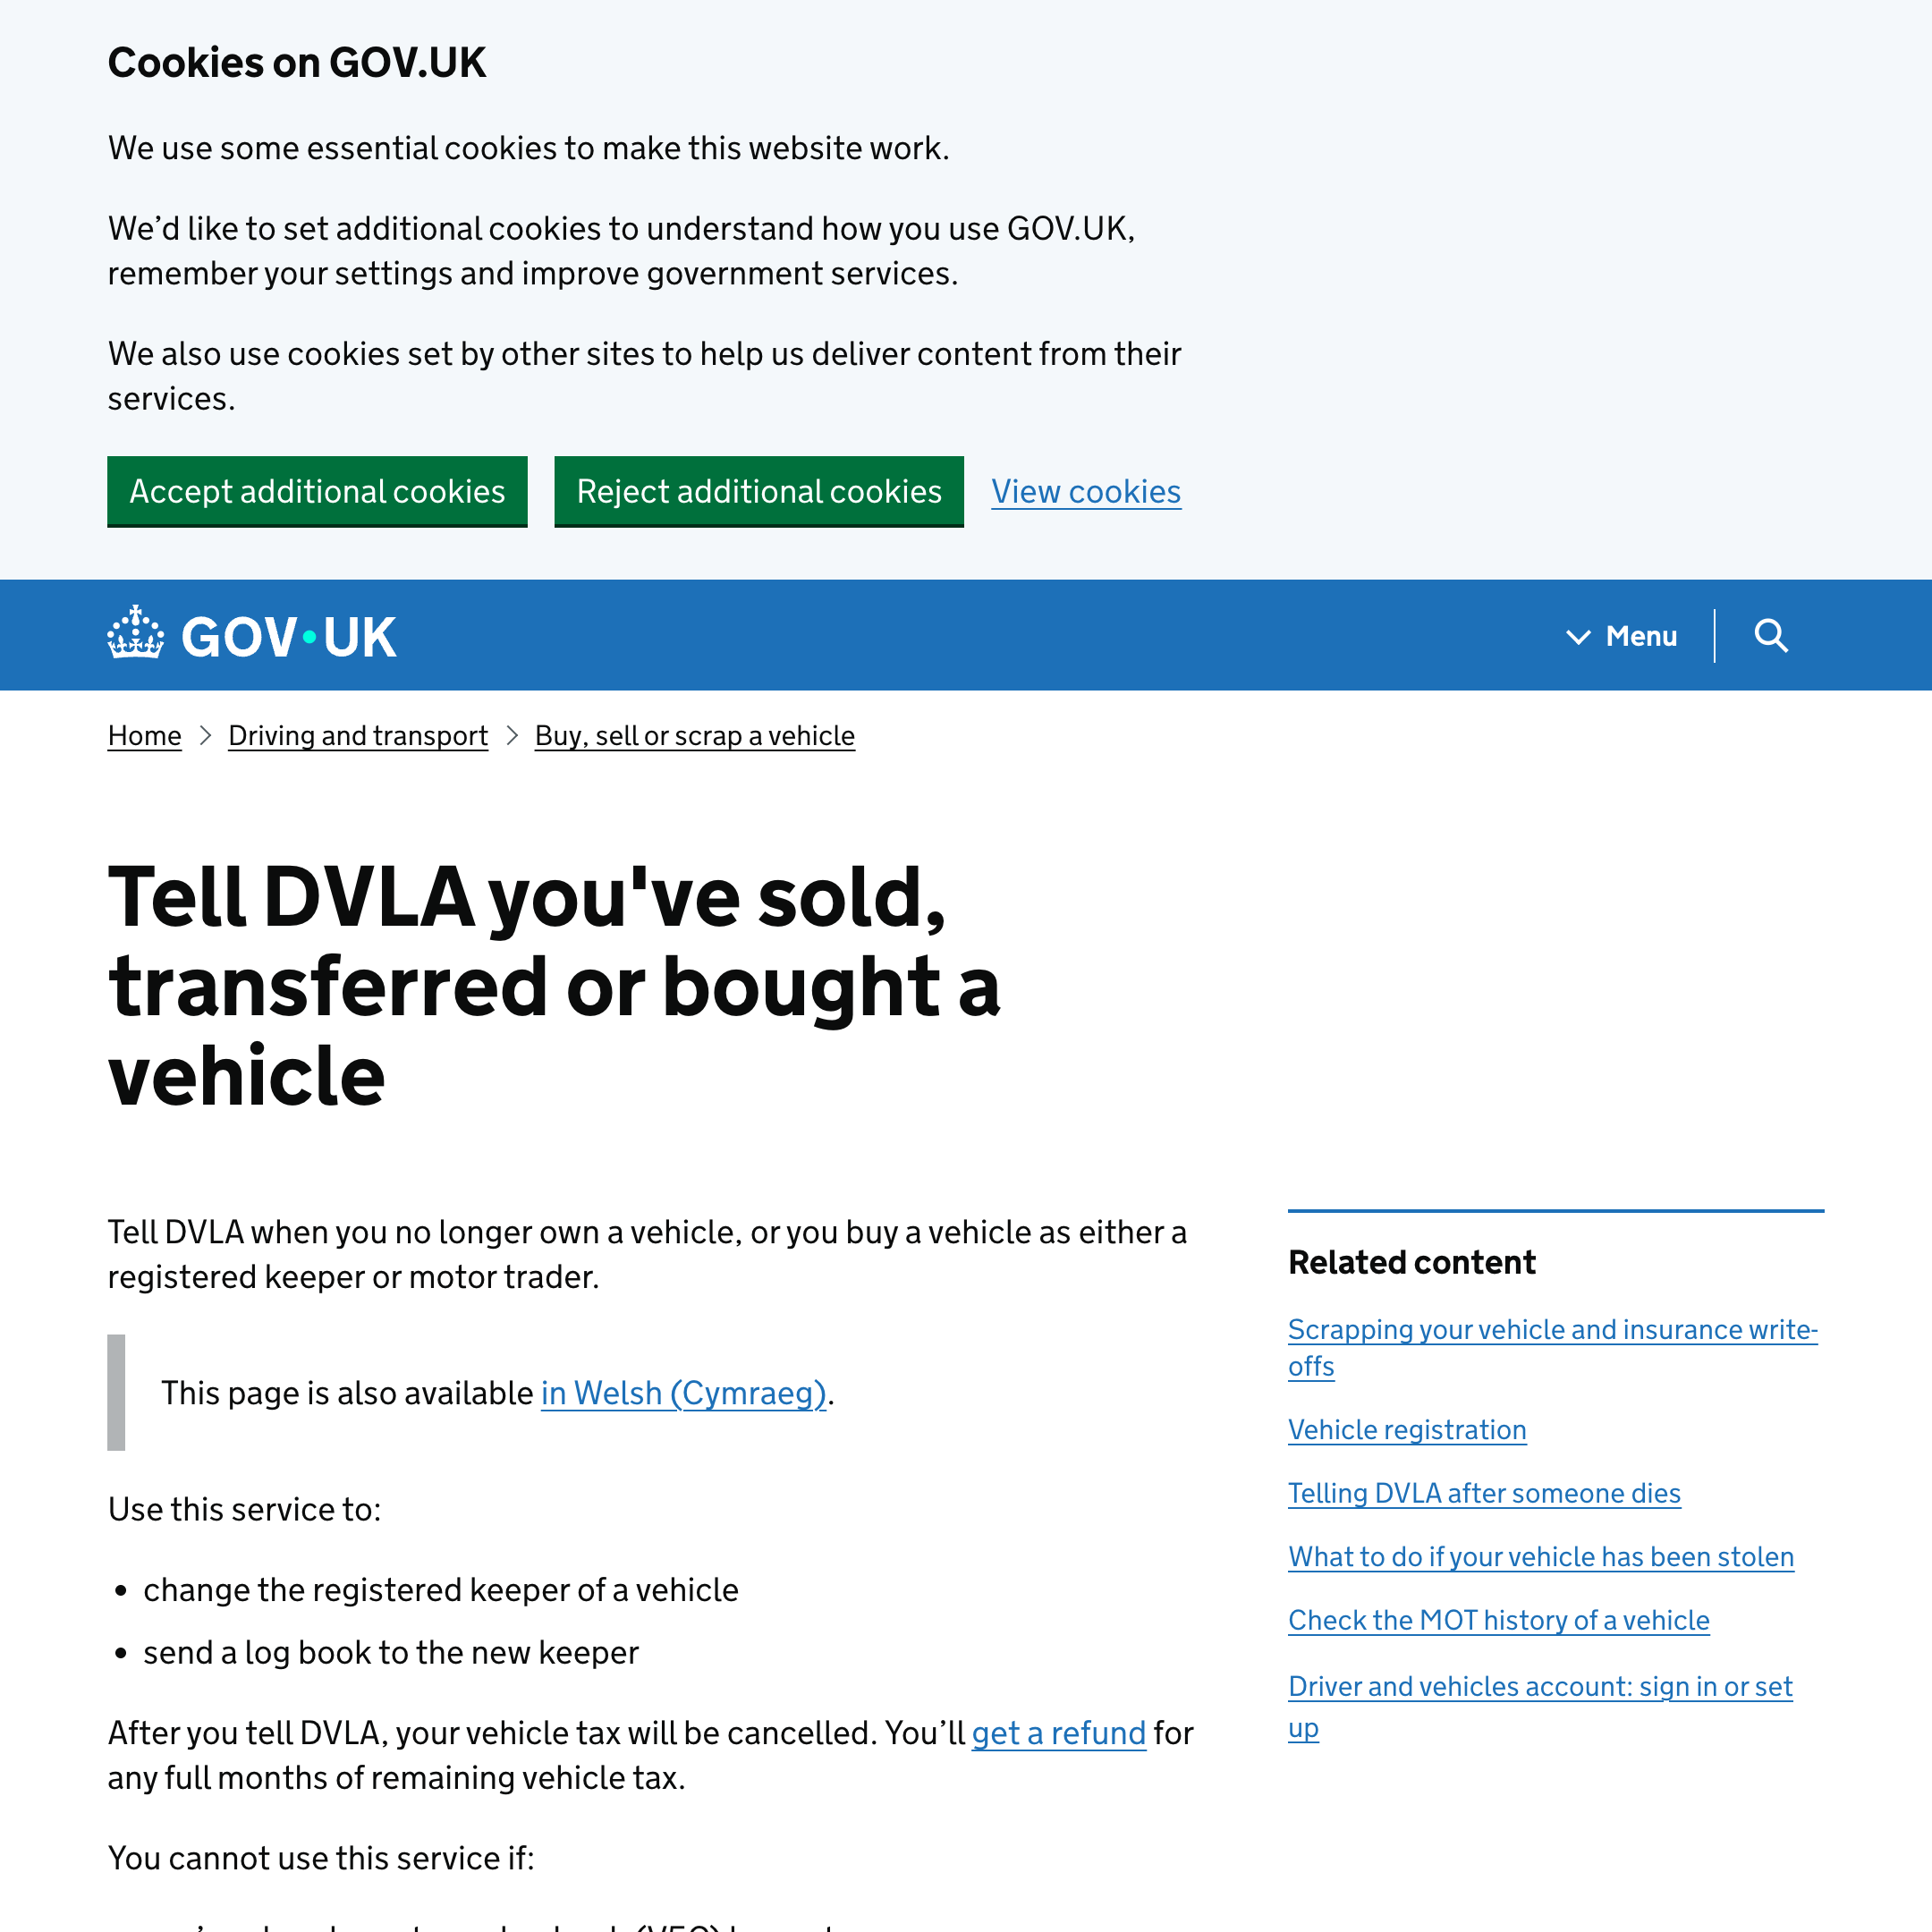 Cookies on GOV.UK
We use some essential cookies to make this website work.
We’d like to set additional cookies to understand how you use GOV.UK,
remember your settings and improve government services.
We also use cookies set by other sites to help us deliver content from their
services.
Accept additional cookies
Reject additional cookies
View cookies
GOV.UK
Menu
Home
Driving and transport
Buy, sell or scrap a vehicle
Tell DVLA you've sold,
transferred or bought a
vehicle
Tell DVLA when you no longer own a vehicle, or you buy a vehicle as either a
registered keeper or motor trader.
This page is also available in Welsh (Cymraeg).
Use this service to:
• change the registered keeper of a vehicle
• send a log book to the new keeper
After you tell DVLA, your vehicle tax will be cancelled. You’ll get a refund for
any full months of remaining vehicle tax.
You cannot use this service if:
Related content
Scrapping your vehicle and insurance write-
offs
Vehicle registration
Telling DVLA after someone dies
What to do if your vehicle has been stolen
Check the MOT history of a vehicle
Driver and vehicles account: sign in or set
up